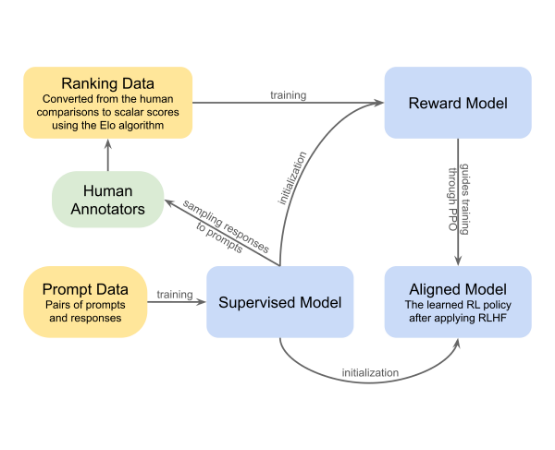 Ranking Data
Converted from the human
comparisons to scalar scores
using the Elo algorithm
training
Reward Model
initialization
guides training
through PPO
Human
Annotators
sampling responses
to prompts
Prompt Data
Pairs of prompts
and responses
training
Supervised Model
Aligned Model
The learned RL policy
after applying RLHF
initialization